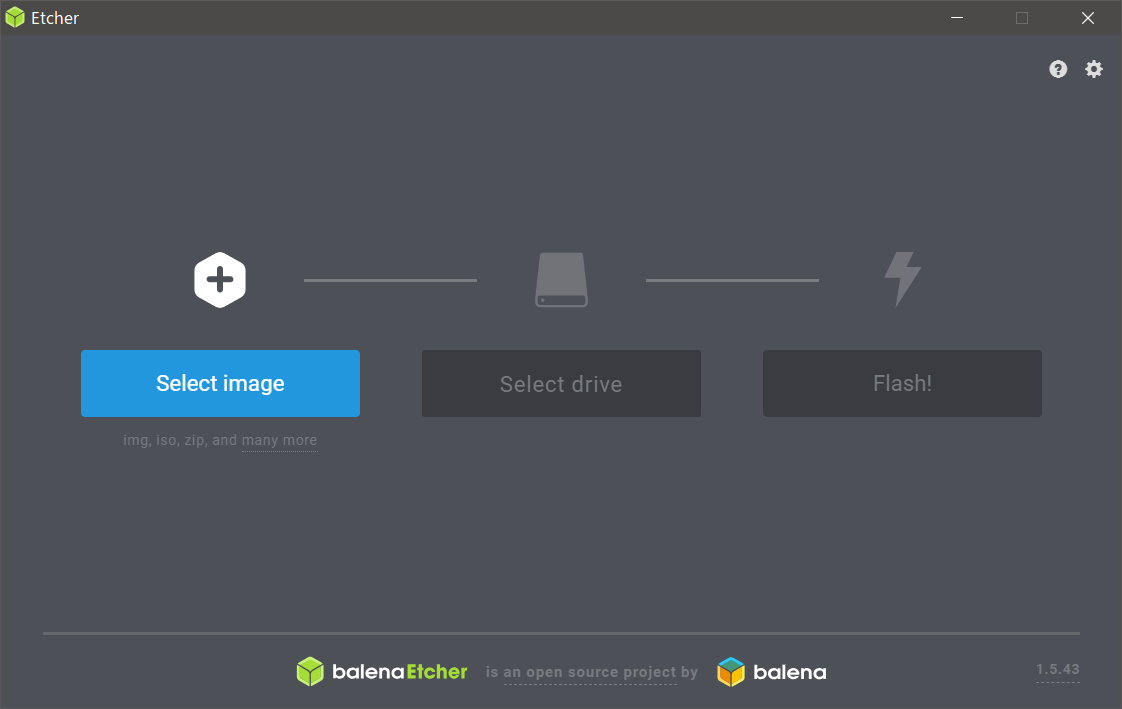 Etcher
Select image
Select drive
Flash!
img, iso, zip, and many more
balenaEtcher is an open source project by balena
1.5.43